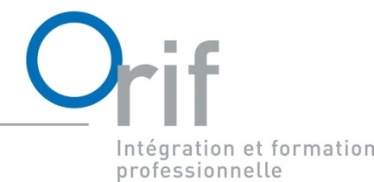 Orif
Intégration et formation
professionnelle